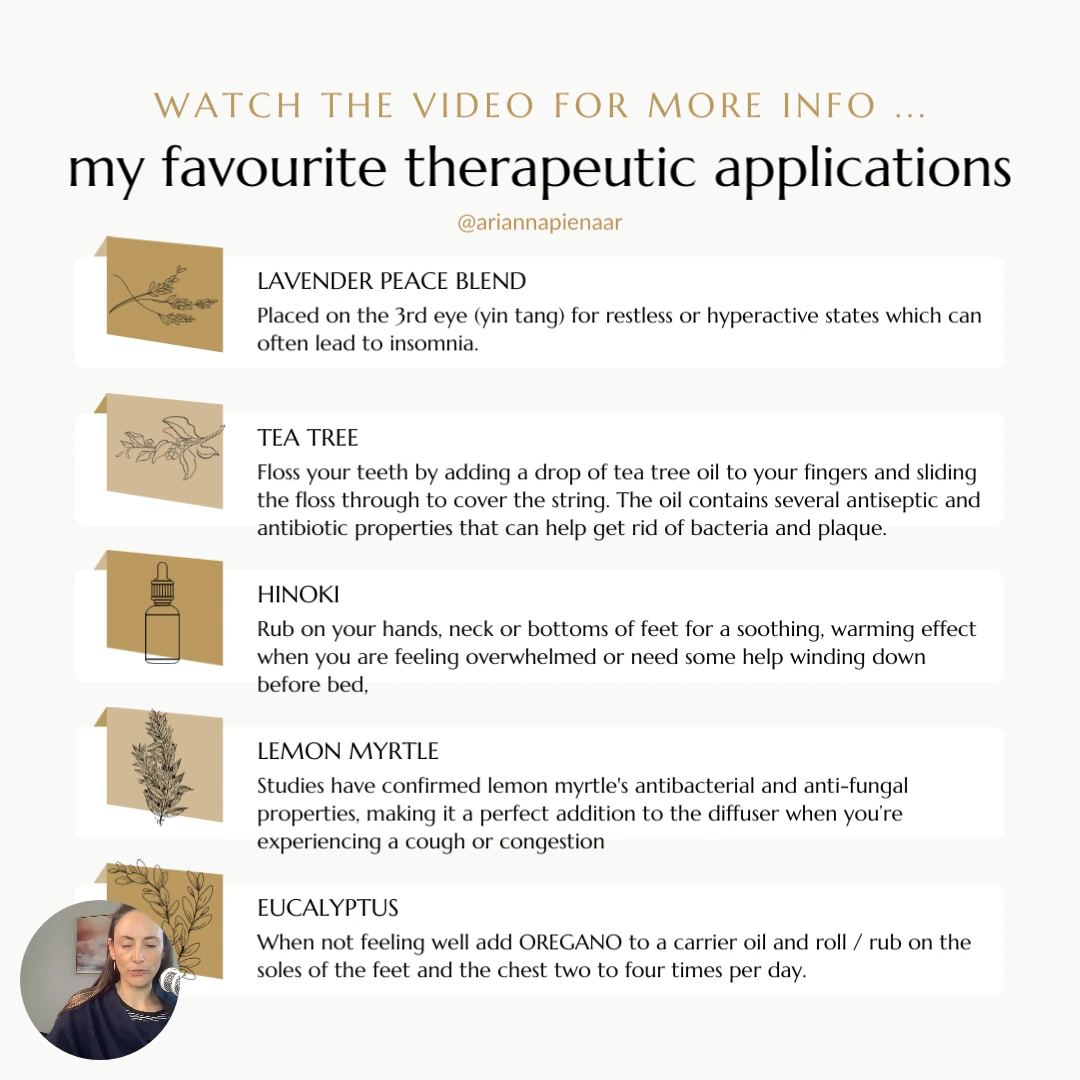 WATCH THE VIDEO FOR MORE INFO ...
my favourite therapeutic applications
@ariannapienaar
LAVENDER PEACE BLEND
Placed on the 3rd eye (yin tang) for restless or hyperactive states which can
often lead to insomnia.
TEA TREE
Floss your teeth by adding a drop of tea tree oil to your fingers and sliding
the floss through to cover the string. The oil contains several antiseptic and
antibiotic properties that can help get rid of bacteria and plaque.
HINOKI
Rub on your hands, neck or bottoms of feet for a soothing, warming effect
when you are feeling overwhelmed or need some help winding down
before bed,
LEMON MYRTLE
Studies have confirmed lemon myrtle's antibacterial and anti-fungal
properties, making it a perfect addition to the diffuser when you're
experiencing a cough or congestion
EUCALYPTUS
When not feeling well add OREGANO to a carrier oil and roll / rub on the
soles of the feet and the chest two to four times per day.